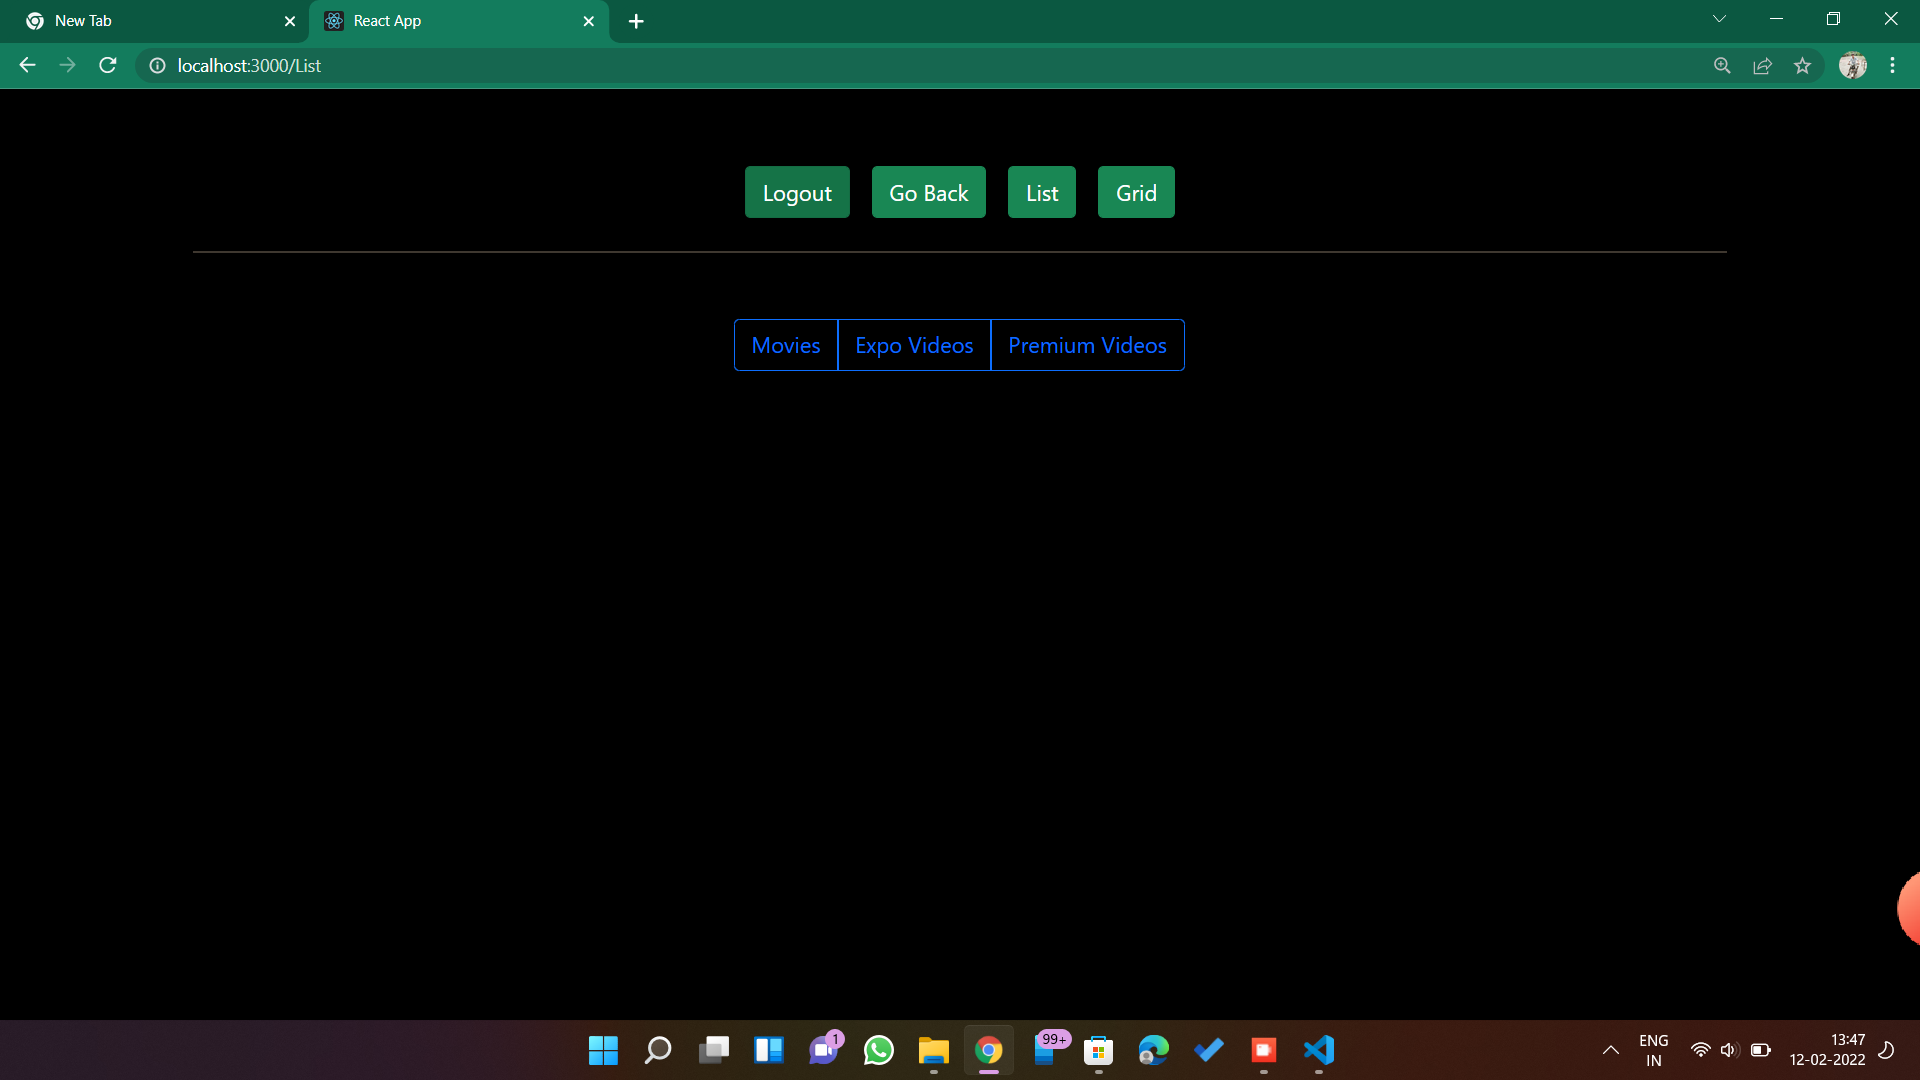 New Tab
React App
localhost:3000/List
Logout
Go Back
List
Grid
Movies
Expo Videos
Premium Videos
1
99+
ENG
IN
13:47
12-02-2022